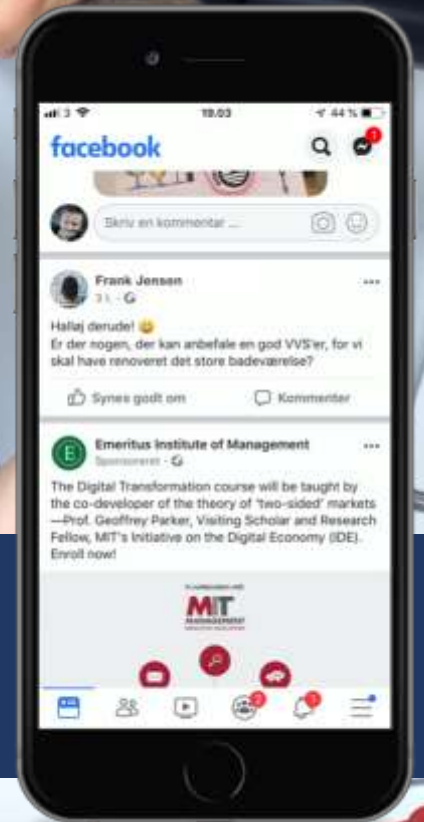 3
19.03
44 %
1
facebook
Skriv en kommentar ...
Frank Jensen
3 t.
Halløj derude!
Er der nogen, der kan anbefale en god VVS'er, for vi
skal have renoveret det store badeværelse?
Synes godt om
Kommenter
E
Emeritus Institute of Management
Sponsoreret
The Digital Transformation course will be taught by
the co-developer of the theory of 'two-sided' markets
—Prof. Geoffrey Parker, Visiting Scholar and Research
Fellow, MIT's Initiative on the Digital Economy (IDE).
Enroll now!
MIT
MANAGEMENT
2
1